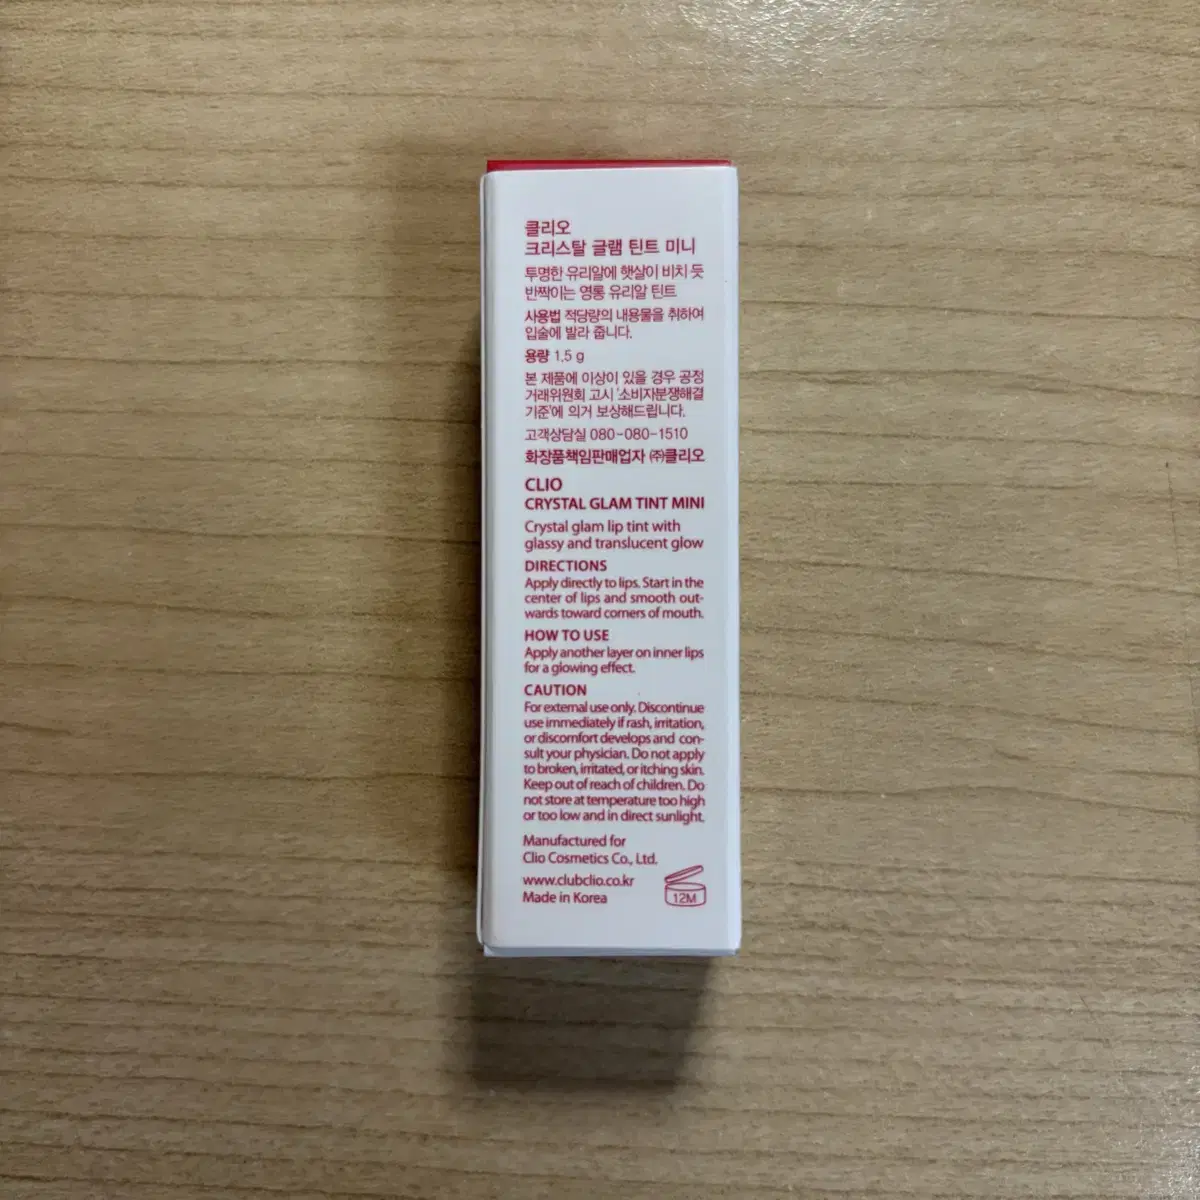 클리오
크리스탈 글램 틴트 미니
투명한 유리알에 햇살이 비치 듯
반짝이는 영롱 유리알 틴트
사용법 적당량의 내용물을 취하여
입술에 발라 줍니다.
용량 1.5 g
본 제품에 이상이 있을 경우 공정
거래위원회 고시 '소비자분쟁해결
기준'에 의거 보상해드립니다.
고객상담실 080-080-1510
화장품책임판매업자 ㈜클리오
CLIO
CRYSTAL GLAM TINT MINI
Crystal glam lip tint with
glassy and translucent glow
DIRECTIONS
Apply directly to lips. Start in the
center of lips and smooth out-
wards toward corners of mouth.
HOW TO USE
Apply another layer on inner lips
for a glowing effect.
CAUTION
For external use only. Discontinue
use immediately if rash, irritation,
or discomfort develops and con-
sult your physician. Do not apply
to broken, irritated, or itching skin.
Keep out of reach of children. Do
not store at temperature too high
or too low and in direct sunlight.
Manufactured for
Clio Cosmetics Co., Ltd.
www.clubclio.co.kr
Made in Korea
12M